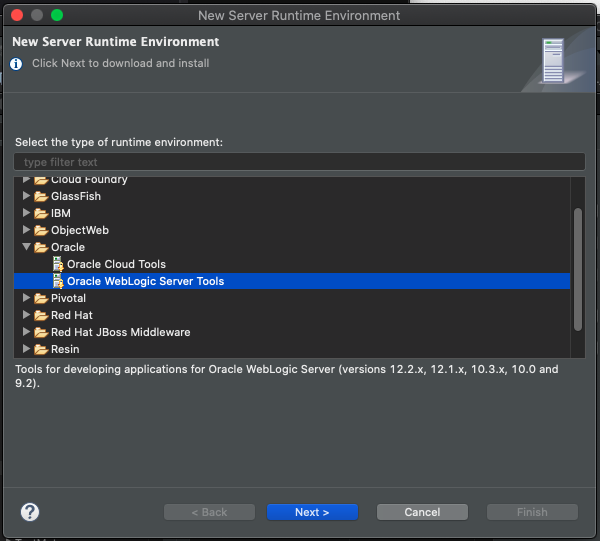 New Server Runtime Environment
New Server Runtime Environment
Click Next to download and install
Select the type of runtime environment:
type filter text
Cloud Foundry
GlassFish
IBM
ObjectWeb
Oracle
Oracle Cloud Tools
Oracle WebLogic Server Tools
Pivotal
Red Hat
Red Hat JBoss Middleware
Resin
Tools for developing applications for Oracle WebLogic Server (versions 12.2.x, 12.1.x, 10.3.x, 10.0 and
9.2).
?
< Back
Next >
Cancel
Finish